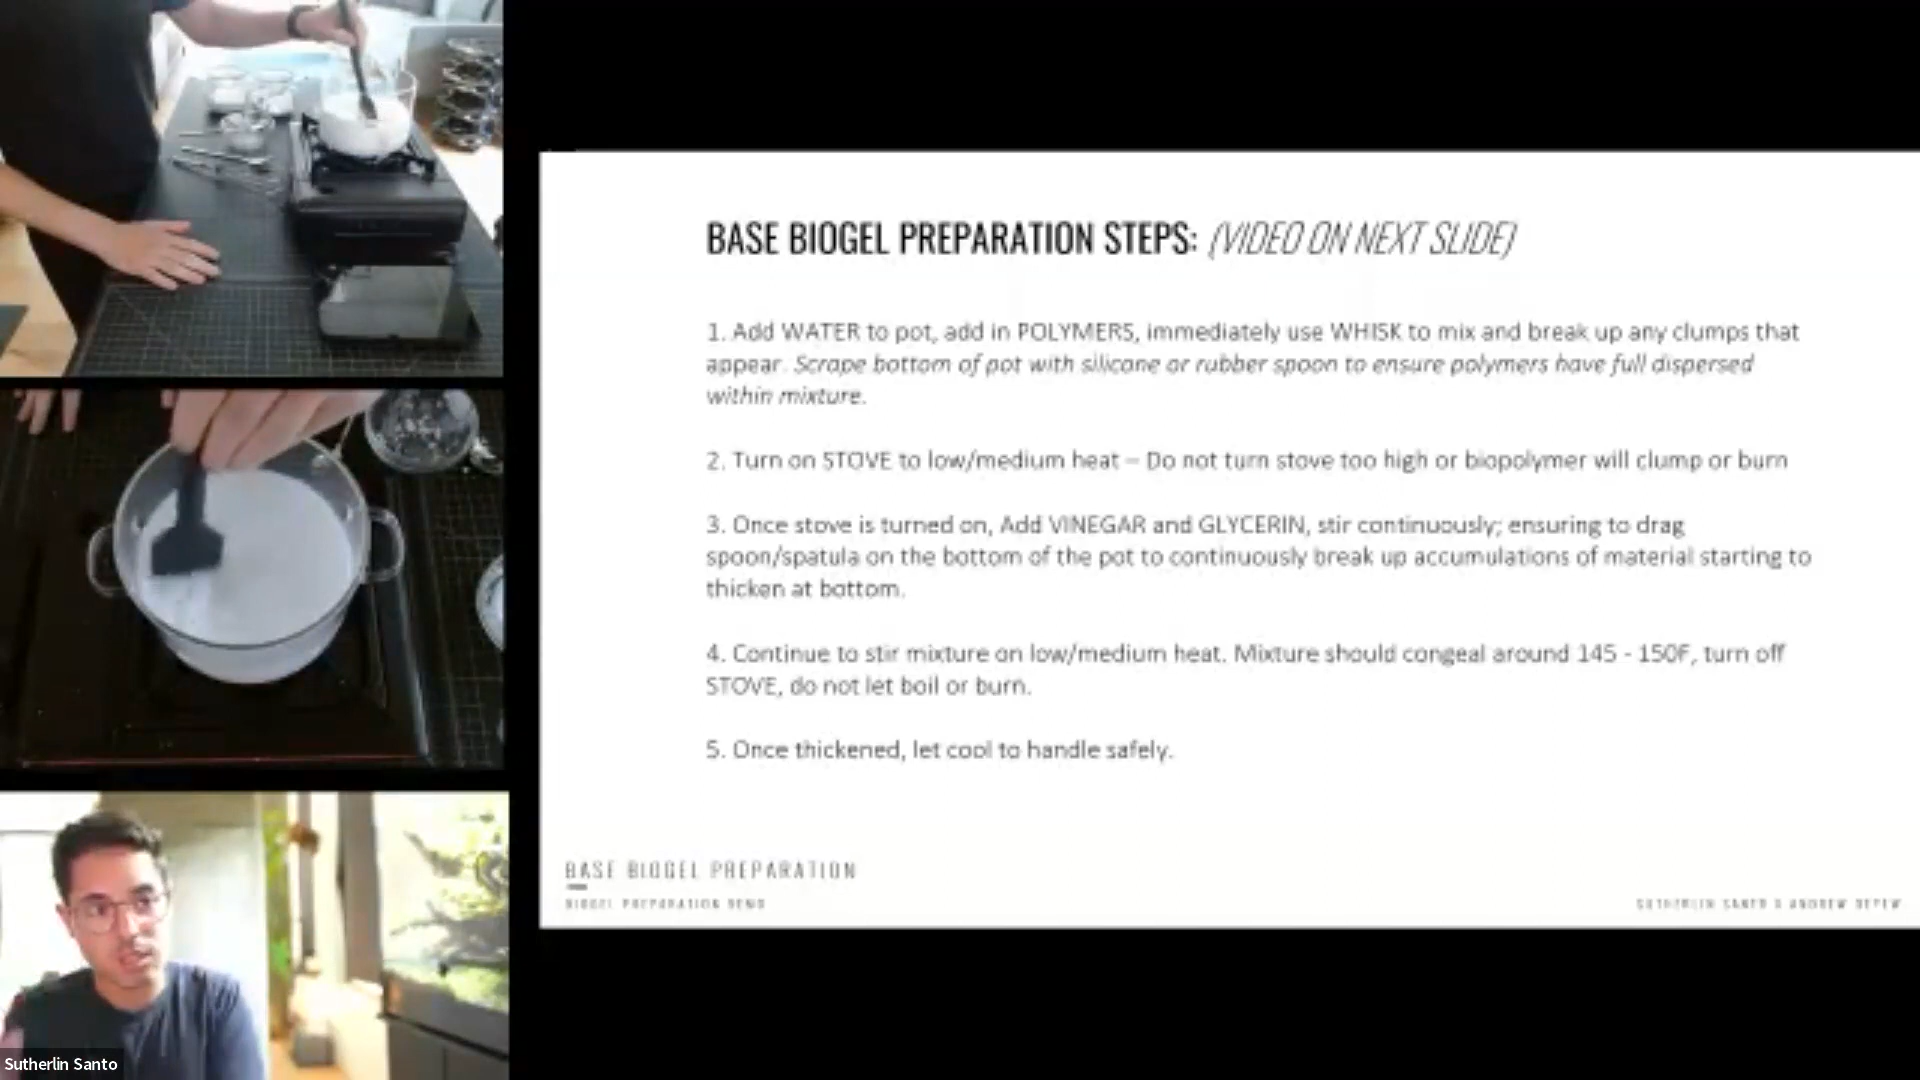 BASE BIOGEL PREPARATION STEPS: (VIDEO ON NEXT SLIDE)
1. Add WATER to pot, add in POLYMERS, immediately use WHISK to mix and break up any clumps that
appear. Scrape bottom of pot with silicone or rubber spoon to ensure polymers have full dispersed
within mixture.
2. Turn on STOVE to low/medium heat – Do not turn stove too high or biopolymer will clump or burn
3. Once stove is turned on, Add VINEGAR and GLYCERIN, stir continuously; ensuring to drag
spoon/spatula on the bottom of the pot to continuously break up accumulations of material starting to
thicken at bottom.
4. Continue to stir mixture on low/medium heat. Mixture should congeal around 145 - 150F, turn off
STOVE, do not let boil or burn.
5. Once thickened, let cool to handle safely.
BASE BIOGEL PREPARATION
BIOGEL PREPARATION DEMO
SUTHERLIN SANTO X ANDREW DEPEW
Sutherlin Santo